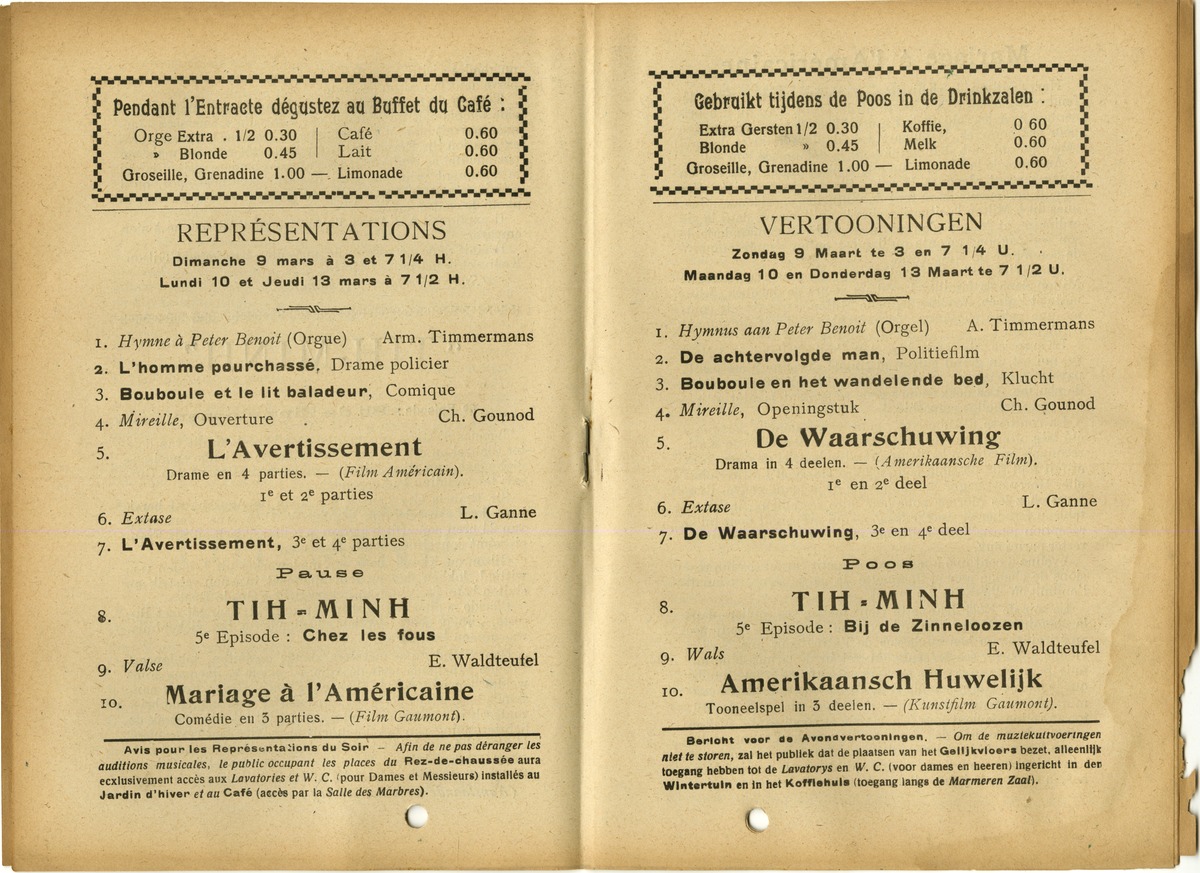 Pendant l'Entracte dégustez au Buffet du Café :
Orge Extra . 1/2 0.30 | Café 0.60
» Blonde 0.45 | Lait 0.60
Groseille, Grenadine 1.00 — Limonade 0.60
REPRÉSENTATIONS
Dimanche 9 mars à 3 et 7 1/4 H.
Lundi 10 et Jeudi 13 mars à 7 1/2 H.
1. Hymne à Peter Benoit (Orgue) Arm. Timmermans
2. L'homme pourchassé, Drame policier
3. Bouboule et le lit baladeur, Comique
4. Mireille, Ouverture . Ch. Gounod
5. L'Avertissement
Drame en 4 parties. — (Film Américain).
1e et 2e parties
6. Extase L. Ganne
7. L'Avertissement, 3e et 4e parties
Pause
8. TIH-MINH
5e Episode : Chez les fous
9. Valse E. Waldteufel
10. Mariage à l'Américaine
Comédie en 3 parties. — (Film Gaumont).
Avis pour les Représentations du Soir — Afin de ne pas déranger les
auditions musicales, le public occupant les places du Rez-de-chaussée aura
ecxlusivement accès aux Lavatories et W. C. (pour Dames et Messieurs) installés au
Jardin d'hiver et au Café (accès par la Salle des Marbres).
Gebruikt tijdens de Poos in de Drinkzalen :
Extra Gersten 1/2 0.30 | Koffie, 0 60
Blonde » 0.45 | Melk 0.60
Groseille, Grenadine 1.00 — Limonade 0.60
VERTOONINGEN
Zondag 9 Maart te 3 en 7 1/4 U.
Maandag 10 en Donderdag 13 Maart te 7 1/2 U.
1. Hymnus aan Peter Benoit (Orgel) A. Timmermans
2. De achtervolgde man, Politiefilm
3. Bouboule en het wandelende bed, Klucht
4. Mireille, Openingstuk Ch. Gounod
5. De Waarschuwing
Drama in 4 deelen. — (Amerikaansche Film).
1e en 2e deel
6. Extase L. Ganne
7. De Waarschuwing, 3e en 4e deel
Poos
8. TIH-MINH
5e Episode : Bij de Zinneloozen
9. Wals E. Waldteufel
10. Amerikaansch Huwelijk
Tooneelspel in 3 deelen. — (Kunstfilm Gaumont).
Bericht voor de Avondvertooningen. — Om de muziekuitvoeringen
niet te storen, zal het publiek dat de plaatsen van het Gelijkvloers bezet, alleenlijk
toegang hebben tot de Lavatorys en W. C. (voor dames en heeren) ingericht in den
Wintertuin en in het Koffiehuis (toegang langs de Marmeren Zaal).